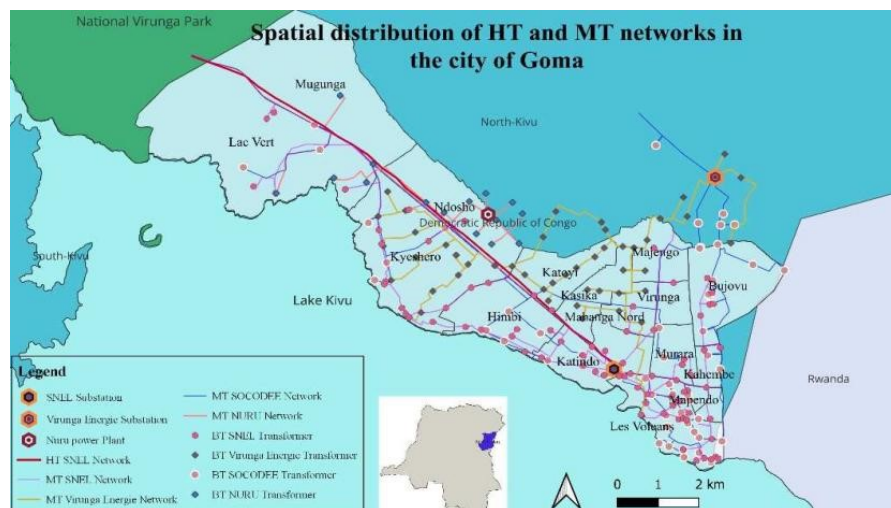 National Virunga Park
Spatial distribution of HT and MT networks in
the city of Goma
Mugunga
North-Kivu
Lac Vert
Ndosho
Democratic Republic of Congo
South-Kivu
Kyeshero
Majengo
Katoyi
Bujovu
Lake Kivu
Kasika
Virunga
Himbi
Mabanga Nord
Katindo
Murara
Kahembe
Rwanda
Mapendo
Les Volcans
Legend
SNEL Substation
Virunga Energie Substation
Nuru power Plant
HT SNEL Network
MT SNEL Network
MT Virunga Energie Network
MT SOCODEE Network
MT NURU Network
BT SNEL Transformer
BT Virunga Energie Transformer
BT SOCODEE Transformer
BT NURU Transformer
0 1 2 km